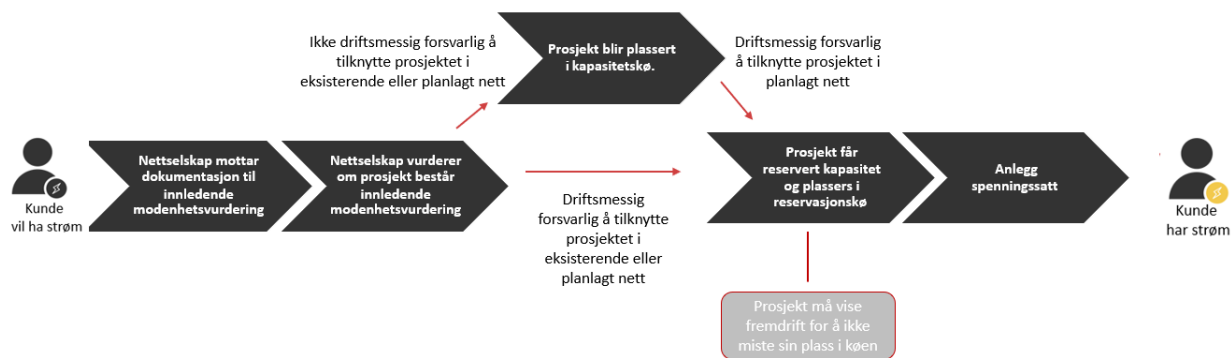 Ikke driftsmessig forsvarlig å
tilknytte prosjektet i
eksisterende eller planlagt nett
Prosjekt blir plassert
i kapasitetskø.
Driftsmessig forsvarlig
å tilknytte prosjektet i
planlagt nett
Kunde
vil ha strøm
Nettselskap mottar
dokumentasjon til
innledende
modenhetsvurdering
Nettselskap vurderer
om prosjekt består
innledende
modenhetsvurdering
Driftsmessig
forsvarlig å tilknytte
prosjektet i
eksisterende eller
planlagt nett
Prosjekt får
reservert kapasitet
og plassers i
reservasjonskø
Anlegg
spenningssatt
Kunde
har strøm
Prosjekt må vise
fremdrift for å ikke
miste sin plass i køen